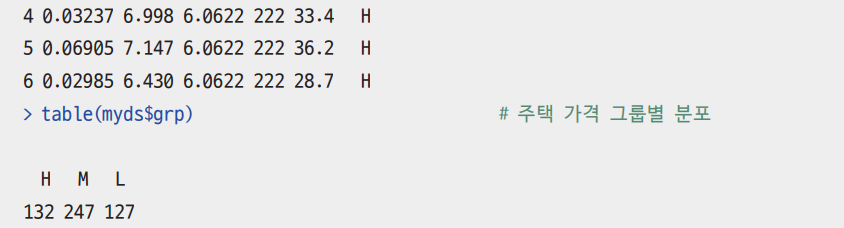 4 0.03237 6.998 6.0622 222 33.4 H
5 0.06905 7.147 6.0622 222 36.2 H
6 0.02985 6.430 6.0622 222 28.7 H
> table(myds$grp) # 주택 가격 그룹별 분포
H M L
132 247 127